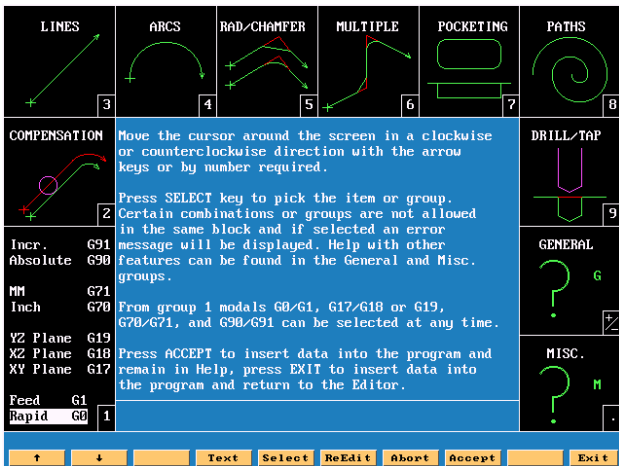 LINES
3
ARCS
4
RAD/CHAMFER
5
MULTIPLE
6
POCKETING
7
PATHS
8
COMPENSATION
2
Move the cursor around the screen in a clockwise
or counterclockwise direction with the arrow
keys or by number required.
Press SELECT key to pick the item or group.
Certain combinations or groups are not allowed
in the same block and if selected an error
message will be displayed. Help with other
features can be found in the General and Misc.
groups.
From group 1 modals G0/G1, G17/G18 or G19,
G70/G71, and G90/G91 can be selected at any time.
Press ACCEPT to insert data into the program and
remain in Help, press EXIT to insert data into
the program and return to the Editor.
DRILL/TAP
9
Incr. G91
Absolute G90
MM G71
Inch G70
YZ Plane G19
XZ Plane G18
XY Plane G17
Feed G1
Rapid G0
1
GENERAL
? G
+/-
MISC.
? M
.
↑ ↓ Text Select ReEdit Abort Accept Exit